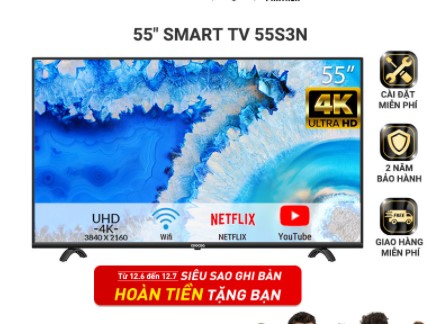 55" SMART TV 55S3N
55"
4K
ULTRA HD
CÀI ĐẶT
MIỄN PHÍ
2 NĂM
BẢO HÀNH
FREE
GIAO HÀNG
MIỄN PHÍ
UHD
-4K-
3840 X 2160
Wifi
NETFLIX
NETFLIX
YouTube
Từ 12.6 đến 12.7 SIÊU SAO GHI BÀN
HOÀN TIỀN TẶNG BẠN